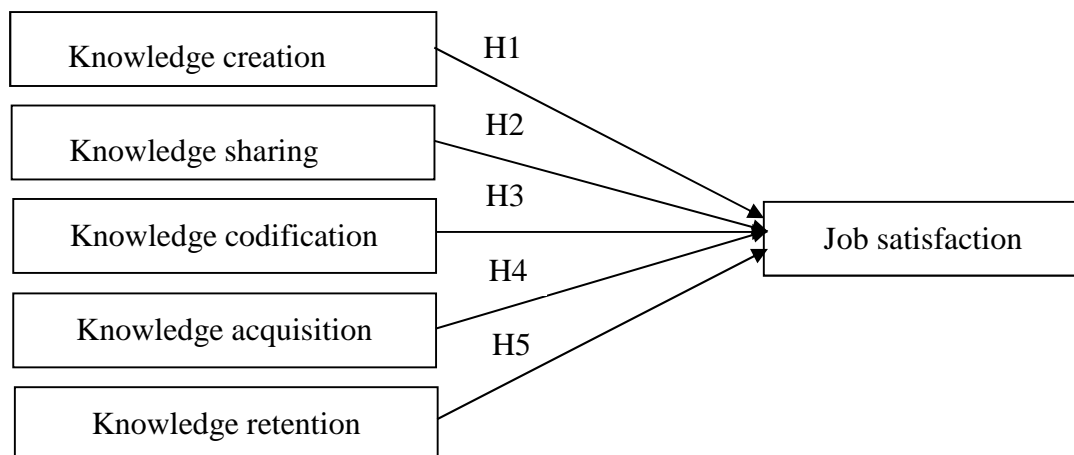 Knowledge creation
H1
Knowledge sharing
H2
Knowledge codification
H3
Job satisfaction
Knowledge acquisition
H4
Knowledge retention
H5